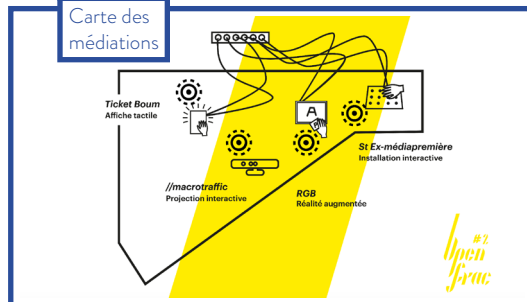 Carte des
médiations
Ticket Boum
Affiche tactile
A
St Ex-médiapremière
Installation interactive
//macrotraffic
Projection interactive
RGB
Réalité augmentée
#2
Open
frac